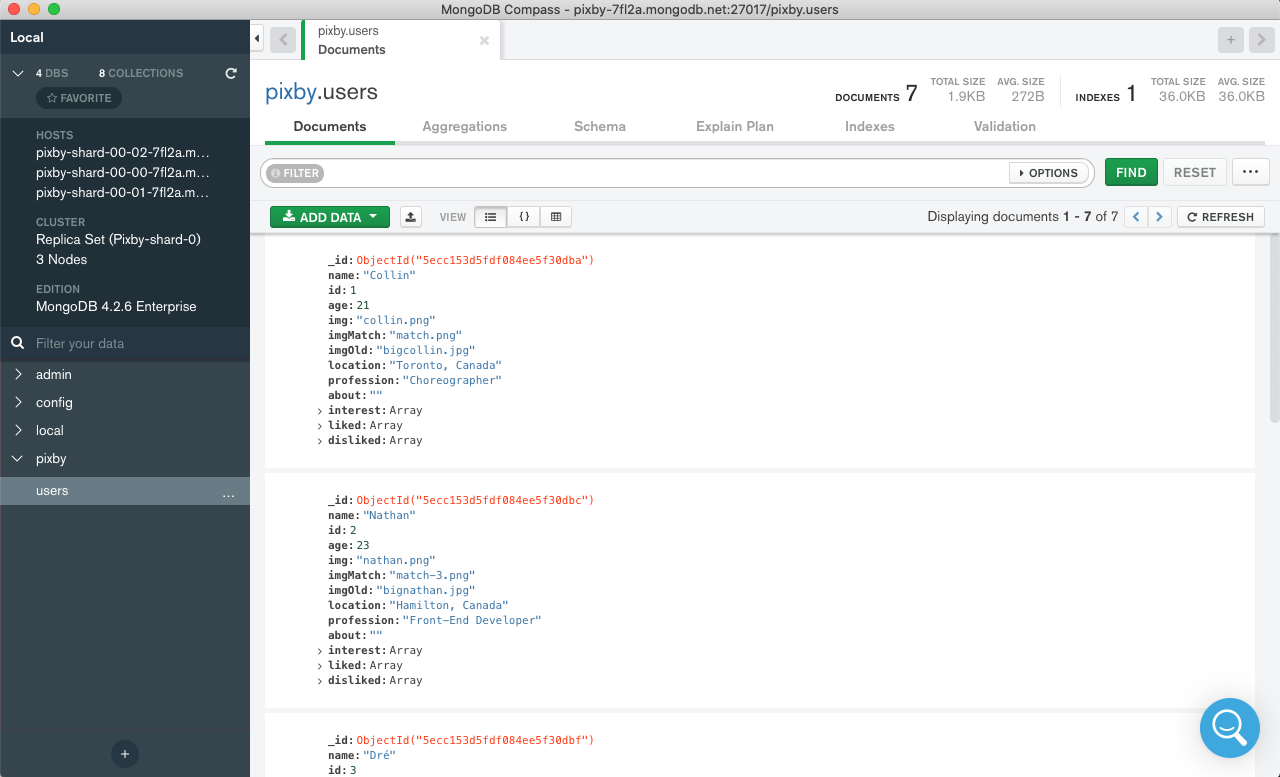 MongoDB Compass - pixby-7fl2a.mongodb.net:27017/pixby.users
Local
4 DBS 8 COLLECTIONS
FAVORITE
HOSTS
pixby-shard-00-02-7fl2a.m...
pixby-shard-00-00-7fl2a.m...
pixby-shard-00-01-7fl2a.m...
CLUSTER
Replica Set (Pixby-shard-0)
3 Nodes
EDITION
MongoDB 4.2.6 Enterprise
Filter your data
admin
config
local
pixby
users ...
+
pixby.users
Documents
pixby.users
DOCUMENTS 7 TOTAL SIZE 1.9KB AVG. SIZE 272B INDEXES 1 TOTAL SIZE 36.0KB AVG. SIZE 36.0KB
Documents Aggregations Schema Explain Plan Indexes Validation
FILTER OPTIONS FIND RESET ...
ADD DATA VIEW {} Displaying documents 1 - 7 of 7 < > REFRESH
_id: ObjectId("5ecc153d5fdf084ee5f30dba")
name: "Collin"
id: 1
age: 21
img: "collin.png"
imgMatch: "match.png"
imgOld: "bigcollin.jpg"
location: "Toronto, Canada"
profession: "Choreographer"
about: ""
> interest: Array
> liked: Array
> disliked: Array
_id: ObjectId("5ecc153d5fdf084ee5f30dbc")
name: "Nathan"
id: 2
age: 23
img: "nathan.png"
imgMatch: "match-3.png"
imgOld: "bignathan.jpg"
location: "Hamilton, Canada"
profession: "Front-End Developer"
about: ""
> interest: Array
> liked: Array
> disliked: Array
_id: ObjectId("5ecc153d5fdf084ee5f30dbf")
name: "Dré"
id: 3